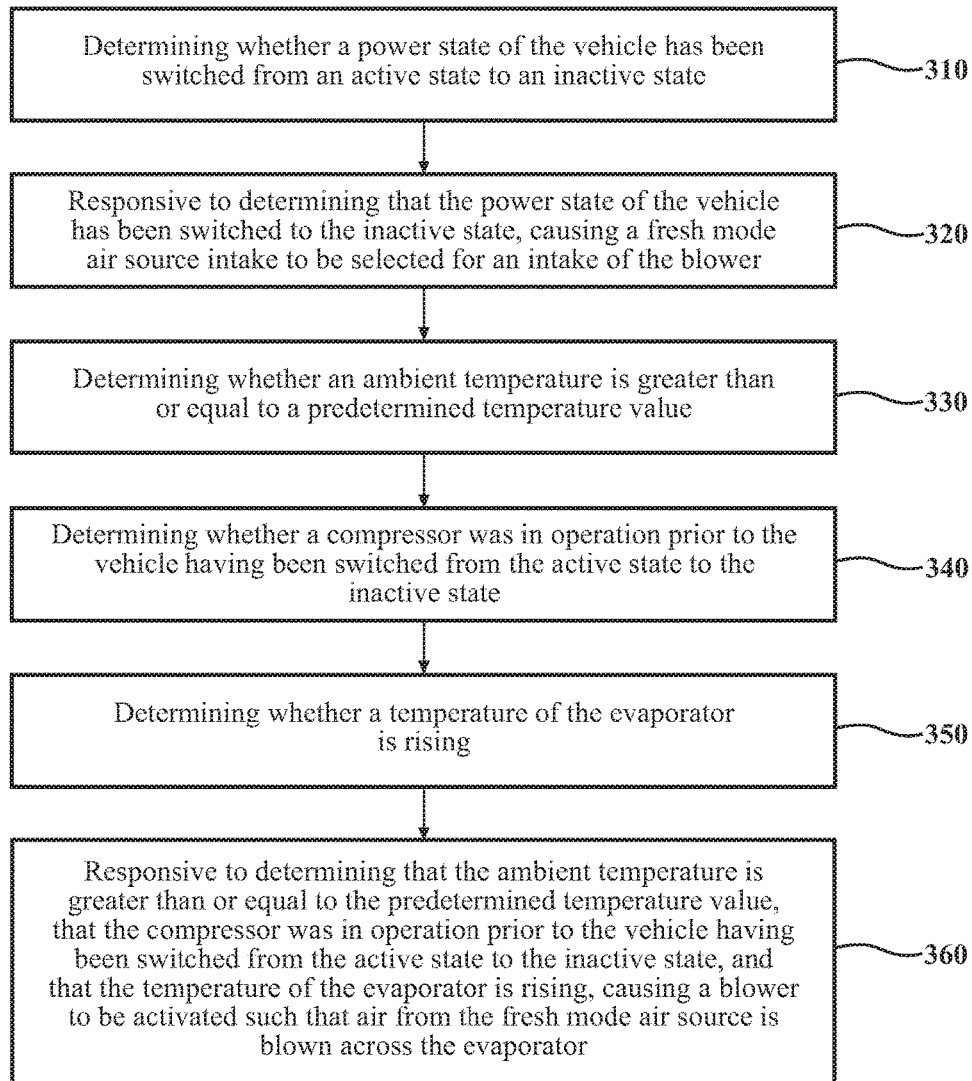 Determining whether a power state of the vehicle has been
switched from an active state to an inactive state
310
Responsive to determining that the power state of the vehicle
has been switched to the inactive state, causing a fresh mode
air source intake to be selected for an intake of the blower
320
Determining whether an ambient temperature is greater than
or equal to a predetermined temperature value
330
Determining whether a compressor was in operation prior to the
vehicle having been switched from the active state to the
inactive state
340
Determining whether a temperature of the evaporator
is rising
350
Responsive to determining that the ambient temperature is
greater than or equal to the predetermined temperature value,
that the compressor was in operation prior to the vehicle having
been switched from the active state to the inactive state, and
that the temperature of the evaporator is rising, causing a blower
to be activated such that air from the fresh mode air source is
blown across the evaporator
360